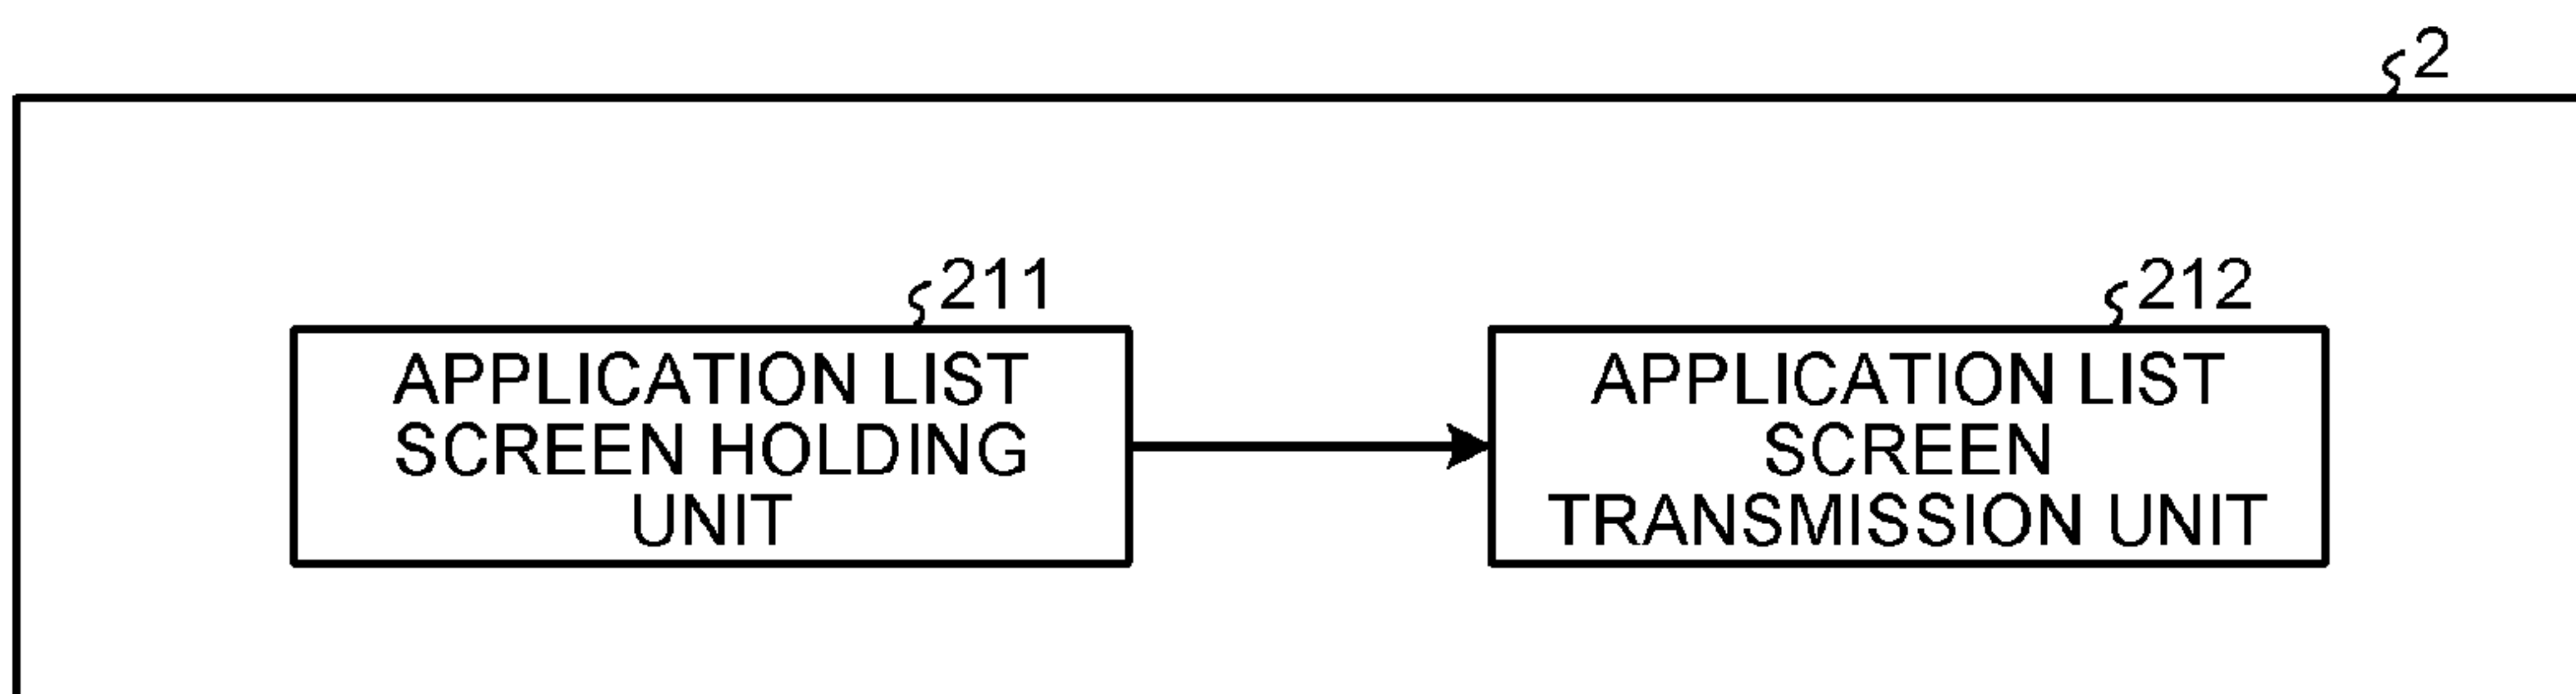 2
211
APPLICATION LIST
SCREEN HOLDING
UNIT
212
APPLICATION LIST
SCREEN
TRANSMISSION UNIT